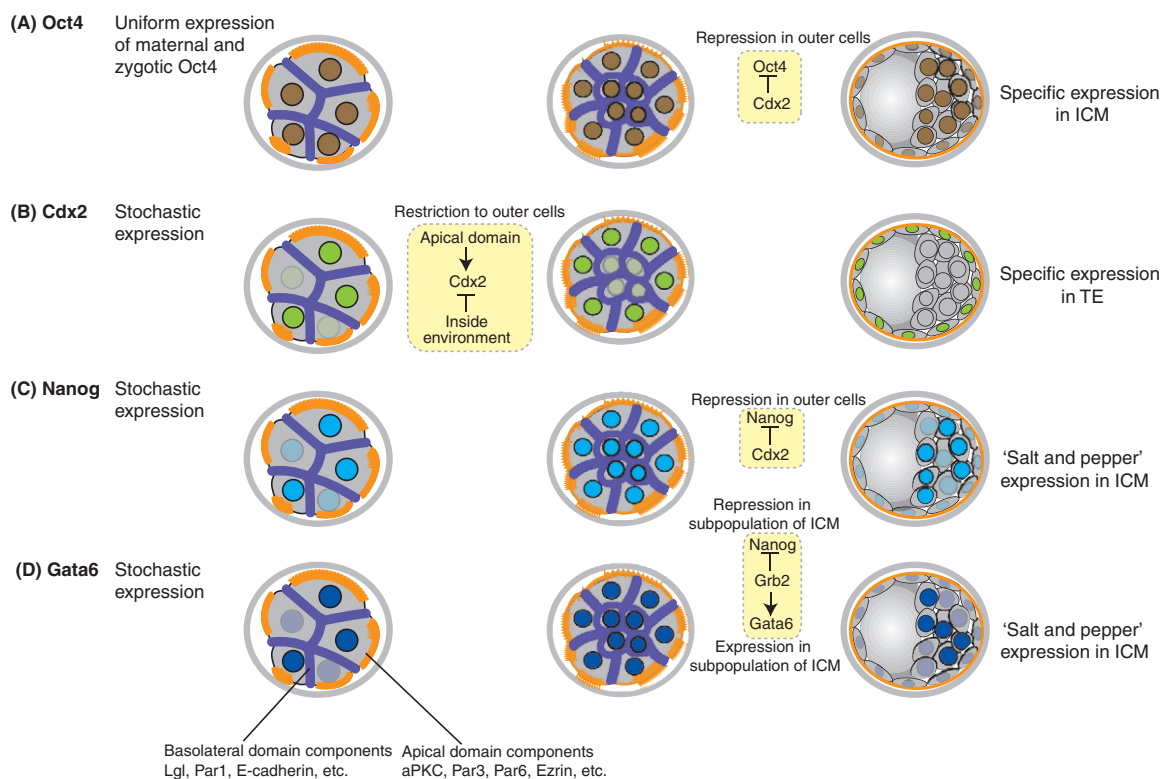 (A) Oct4
Uniform expression
of maternal and
zygotic Oct4
Repression in outer cells
Oct4
Cdx2
Specific expression
in ICM
(B) Cdx2
Stochastic
expression
Restriction to outer cells
Apical domain
Cdx2
Inside
environment
Specific expression
in TE
(C) Nanog
Stochastic
expression
Repression in outer cells
Nanog
Cdx2
'Salt and pepper'
expression in ICM
Repression in
subpopulation of ICM
Nanog
Grb2
Gata6
Expression in
subpopulation of ICM
(D) Gata6
Stochastic
expression
'Salt and pepper'
expression in ICM
Basolateral domain components
Lgl, Par1, E-cadherin, etc.
Apical domain components
aPKC, Par3, Par6, Ezrin, etc.